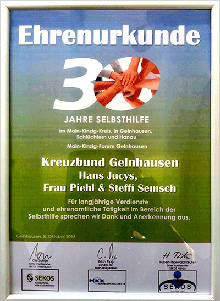 Ehrenurkunde
30
JAHRE SELBSTHILFE
im Main-Kinzig-Kreis, in Gelnhausen,
Schlüchtern und Hanau
Main-Kinzig-Forum Gelnhausen
Kreuzbund Gelnhausen
Hans Jucys,
Frau Piehl & Steffi Semsch
Für langjährige Verdienste
und ehrenamtliche Tätigkeit im Bereich der
Selbsthilfe sprechen wir Dank und Anerkennung aus.
SEKOS